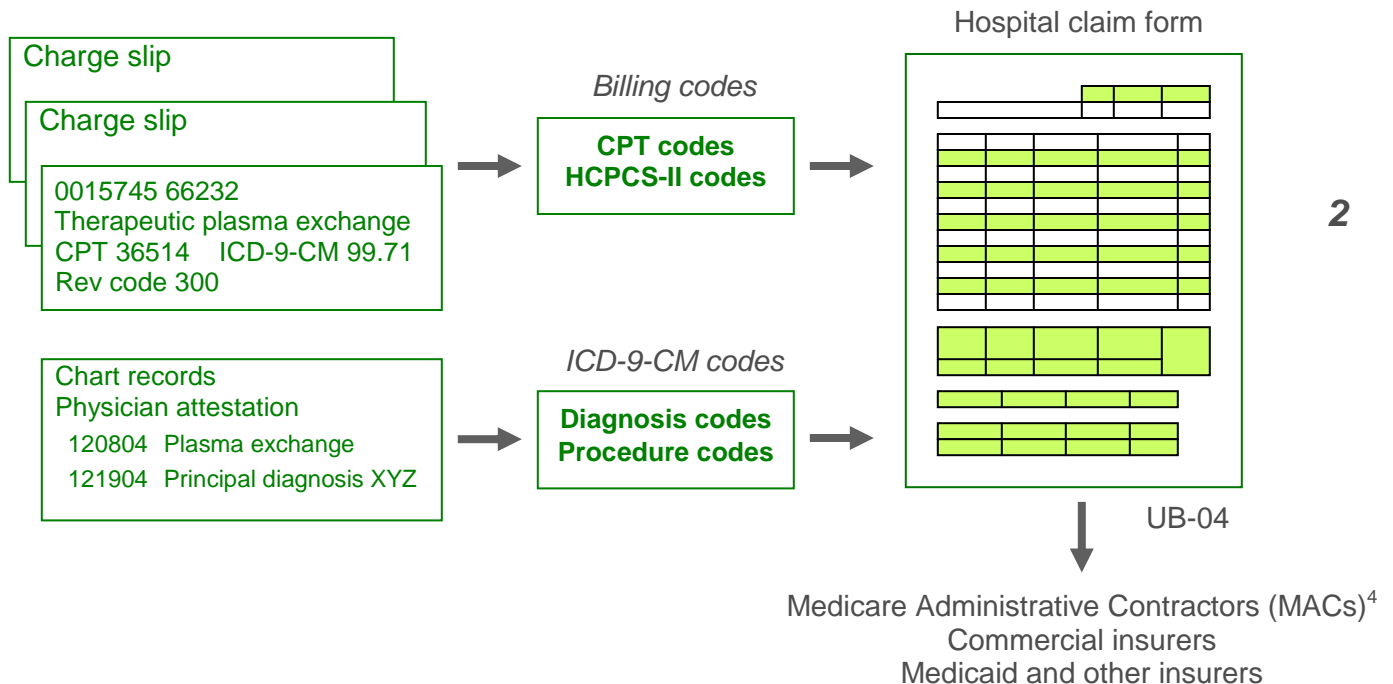 Hospital claim form
Charge slip
Charge slip
0015745 66232
Therapeutic plasma exchange
CPT 36514 ICD-9-CM 99.71
Rev code 300
Billing codes
CPT codes
HCPCS-II codes
2
Chart records
Physician attestation
120804 Plasma exchange
121904 Principal diagnosis XYZ
ICD-9-CM codes
Diagnosis codes
Procedure codes
UB-04
Medicare Administrative Contractors (MACs)4
Commercial insurers
Medicaid and other insurers